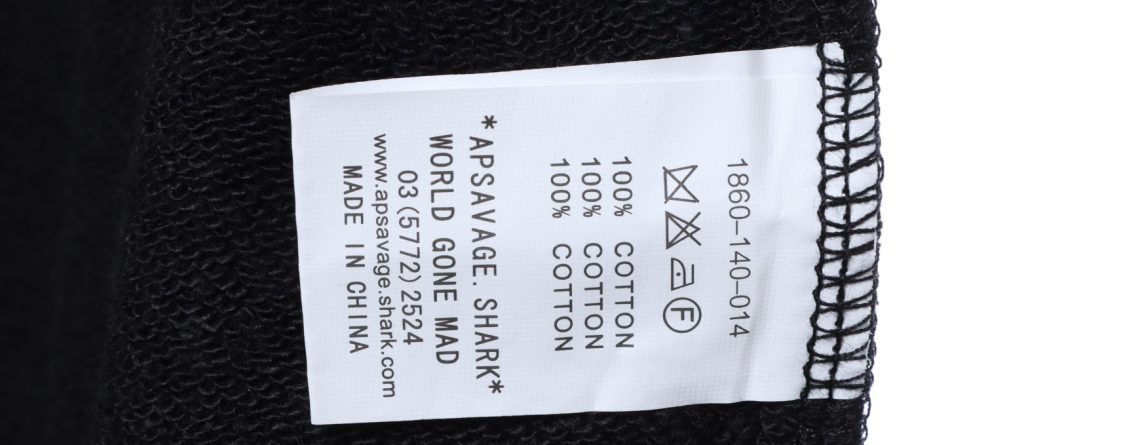 1860-140-014
F
100% COTTON
100% COTTON
100% COTTON
*APSAVAGE. SHARK*
WORLD GONE MAD
03 (5772) 2524
www.apsavage.shark.com
MADE IN CHINA